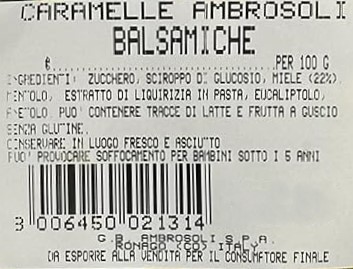 CARAMELLE AMBROSOLI
BALSAMICHE
€..............................PER 100 G
INGREDIENTI: ZUCCHERO, SCIROPPO DI GLUCOSIO, MIELE (22%),
MENTOLO, ESTRATTO DI LIQUIRIZIA IN PASTA, EUCALIPTOLO,
ANETOLO. PUO' CONTENERE TRACCE DI LATTE E FRUTTA A GUSCIO
SENZA GLUTINE.
CONSERVARE IN LUOGO FRESCO E ASCIUTTO
PUO' PROVOCARE SOFFOCAMENTO PER BAMBINI SOTTO I 5 ANNI
8 006450 021314
G.B. AMBROSOLI S.P.A.
RONAGO (CO) ITALY
DA ESPORRE ALLA VENDITA PER IL CONSUMATORE FINALE